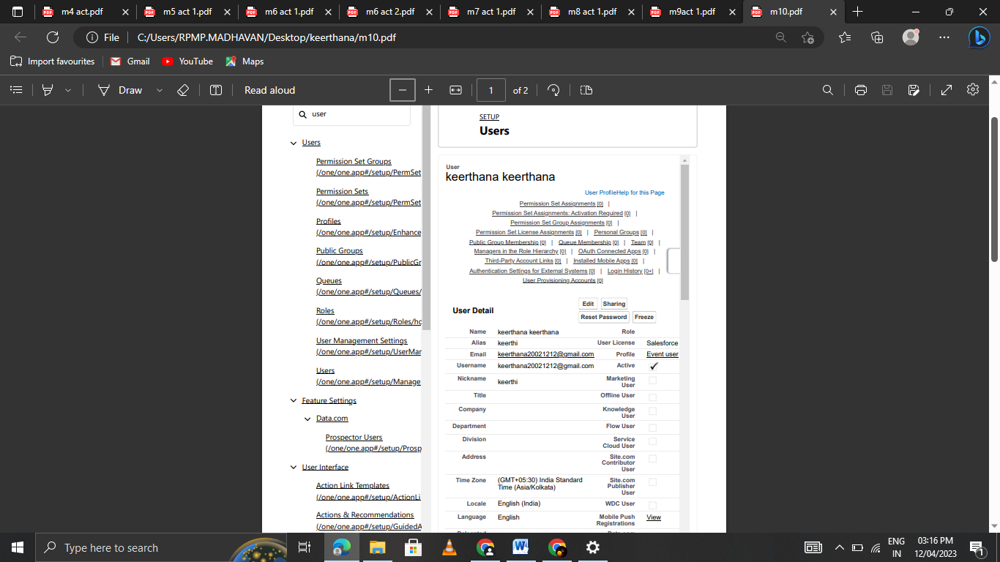 m4 act.pdf
m5 act 1.pdf
m6 act 1.pdf
m6 act 2.pdf
m7 act 1.pdf
m8 act 1.pdf
m9act 1.pdf
m10.pdf
File
C:/Users/RPMP.MADHAVAN/Desktop/keerthana/m10.pdf
Import favourites
Gmail
YouTube
Maps
Draw
Read aloud
1
of 2
user
Users
Permission Set Groups
(/one/one.app#/setup/PermSet
Permission Sets
(/one/one.app#/setup/PermSet
Profiles
(/one/one.app#/setup/Enhance
Public Groups
(/one/one.app#/setup/PublicGr
Queues
(/one/one.app#/setup/Queues/
Roles
(/one/one.app#/setup/Roles/ho
User Management Settings
(/one/one.app#/setup/UserMan
Users
(/one/one.app#/setup/Manage
Feature Settings
Data.com
Prospector Users
(/one/one.app#/setup/Prosp
User Interface
Action Link Templates
(/one/one.app#/setup/ActionLi
Actions & Recommendations
(/one/one.app#/setup/GuidedA
SETUP
Users
User
keerthana keerthana
User ProfileHelp for this Page
Permission Set Assignments [0] |
Permission Set Assignments: Activation Required [0] |
Permission Set Group Assignments [0] |
Permission Set License Assignments [0] | Personal Groups [0] |
Public Group Membership [0] | Queue Membership [0] | Team [0] |
Managers in the Role Hierarchy [0] | OAuth Connected Apps [0] |
Third-Party Account Links [0] | Installed Mobile Apps [0] |
Authentication Settings for External Systems [0] | Login History [0+] |
User Provisioning Accounts [0]
User Detail
Edit Sharing
Reset Password Freeze
Name keerthana keerthana Role
Alias keerthi User License Salesforce
Email keerthana20021212@gmail.com Profile Event user
Username keerthana20021212@gmail.com Active
Nickname keerthi Marketing
User
Title Offline User
Company Knowledge
User
Department Flow User
Division Service
Cloud User
Address Site.com
Contributor
User
Time Zone (GMT+05:30) India Standard
Time (Asia/Kolkata) Site.com
Publisher
User
Locale English (India) WDC User
Language English Mobile Push
Registrations View
Type here to search
ENG
IN
03:16 PM
12/04/2023
1